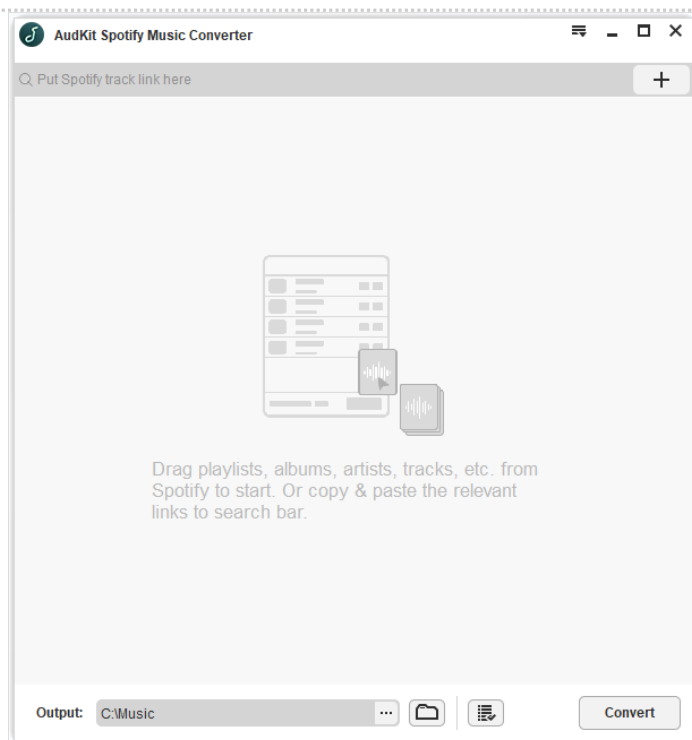 AudKit Spotify Music Converter
Put Spotify track link here
Drag playlists, albums, artists, tracks, etc. from
Spotify to start. Or copy & paste the relevant
links to search bar.
Output: C:\Music ... Convert